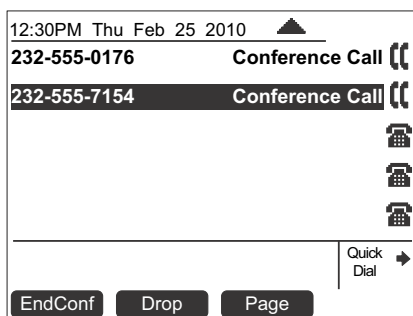 12:30PM Thu Feb 25 2010
232-555-0176 Conference Call
232-555-7154 Conference Call
Quick
Dial
EndConf Drop Page